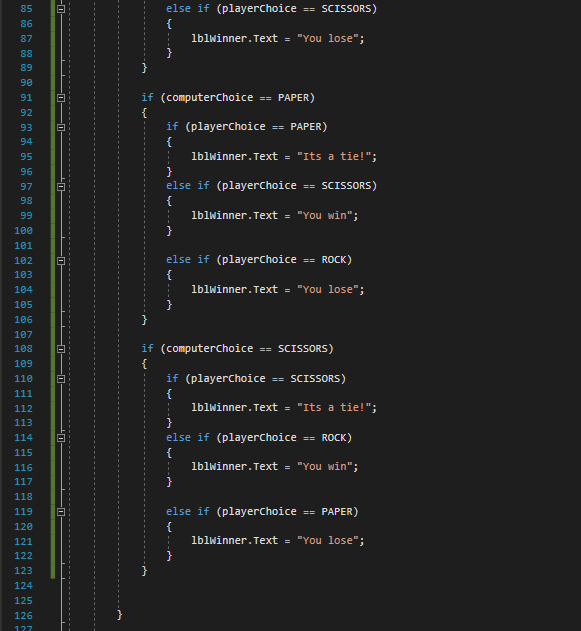 85 else if (playerChoice == SCISSORS)
86 {
87 lblWinner.Text = "You lose";
88 }
89 }
90
91 if (computerChoice == PAPER)
92 {
93 if (playerChoice == PAPER)
94 {
95 lblWinner.Text = "Its a tie!";
96 }
97 else if (playerChoice == SCISSORS)
98 {
99 lblWinner.Text = "You win";
100 }
101
102 else if (playerChoice == ROCK)
103 {
104 lblWinner.Text = "You lose";
105 }
106 }
107
108 if (computerChoice == SCISSORS)
109 {
110 if (playerChoice == SCISSORS)
111 {
112 lblWinner.Text = "Its a tie!";
113 }
114 else if (playerChoice == ROCK)
115 {
116 lblWinner.Text = "You win";
117 }
118
119 else if (playerChoice == PAPER)
120 {
121 lblWinner.Text = "You lose";
122 }
123 }
124
125
126 }
127